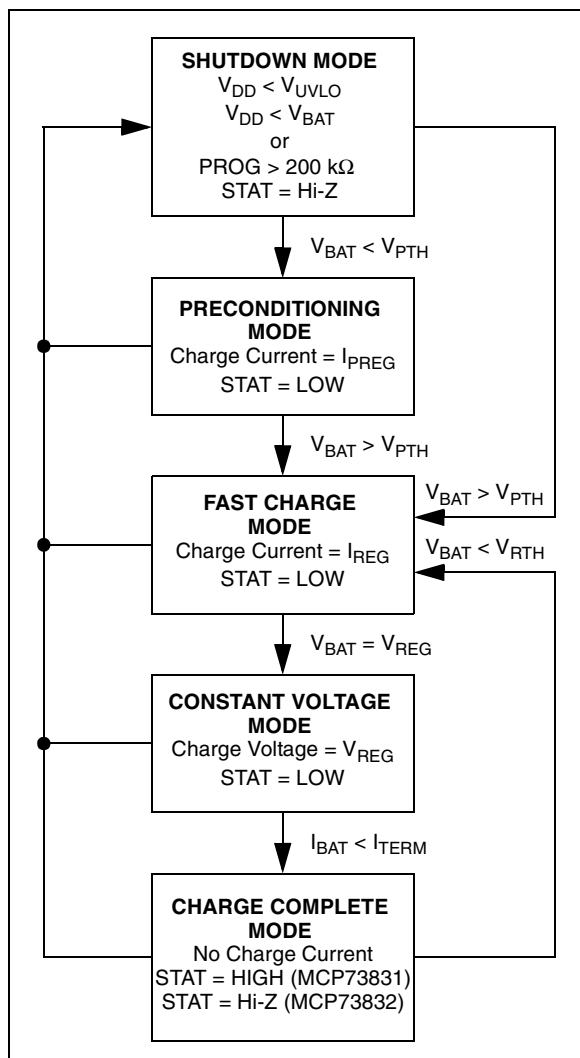 SHUTDOWN MODE
V_DD < V_UVLO
V_DD < V_BAT
or
PROG > 200 kΩ
STAT = Hi-Z
V_BAT < V_PTH
PRECONDITIONING
MODE
Charge Current = I_PREG
STAT = LOW
V_BAT > V_PTH
FAST CHARGE
MODE
Charge Current = I_REG
STAT = LOW
V_BAT > V_PTH
V_BAT < V_RTH
V_BAT = V_REG
CONSTANT VOLTAGE
MODE
Charge Voltage = V_REG
STAT = LOW
I_BAT < I_TERM
CHARGE COMPLETE
MODE
No Charge Current
STAT = HIGH (MCP73831)
STAT = Hi-Z (MCP73832)